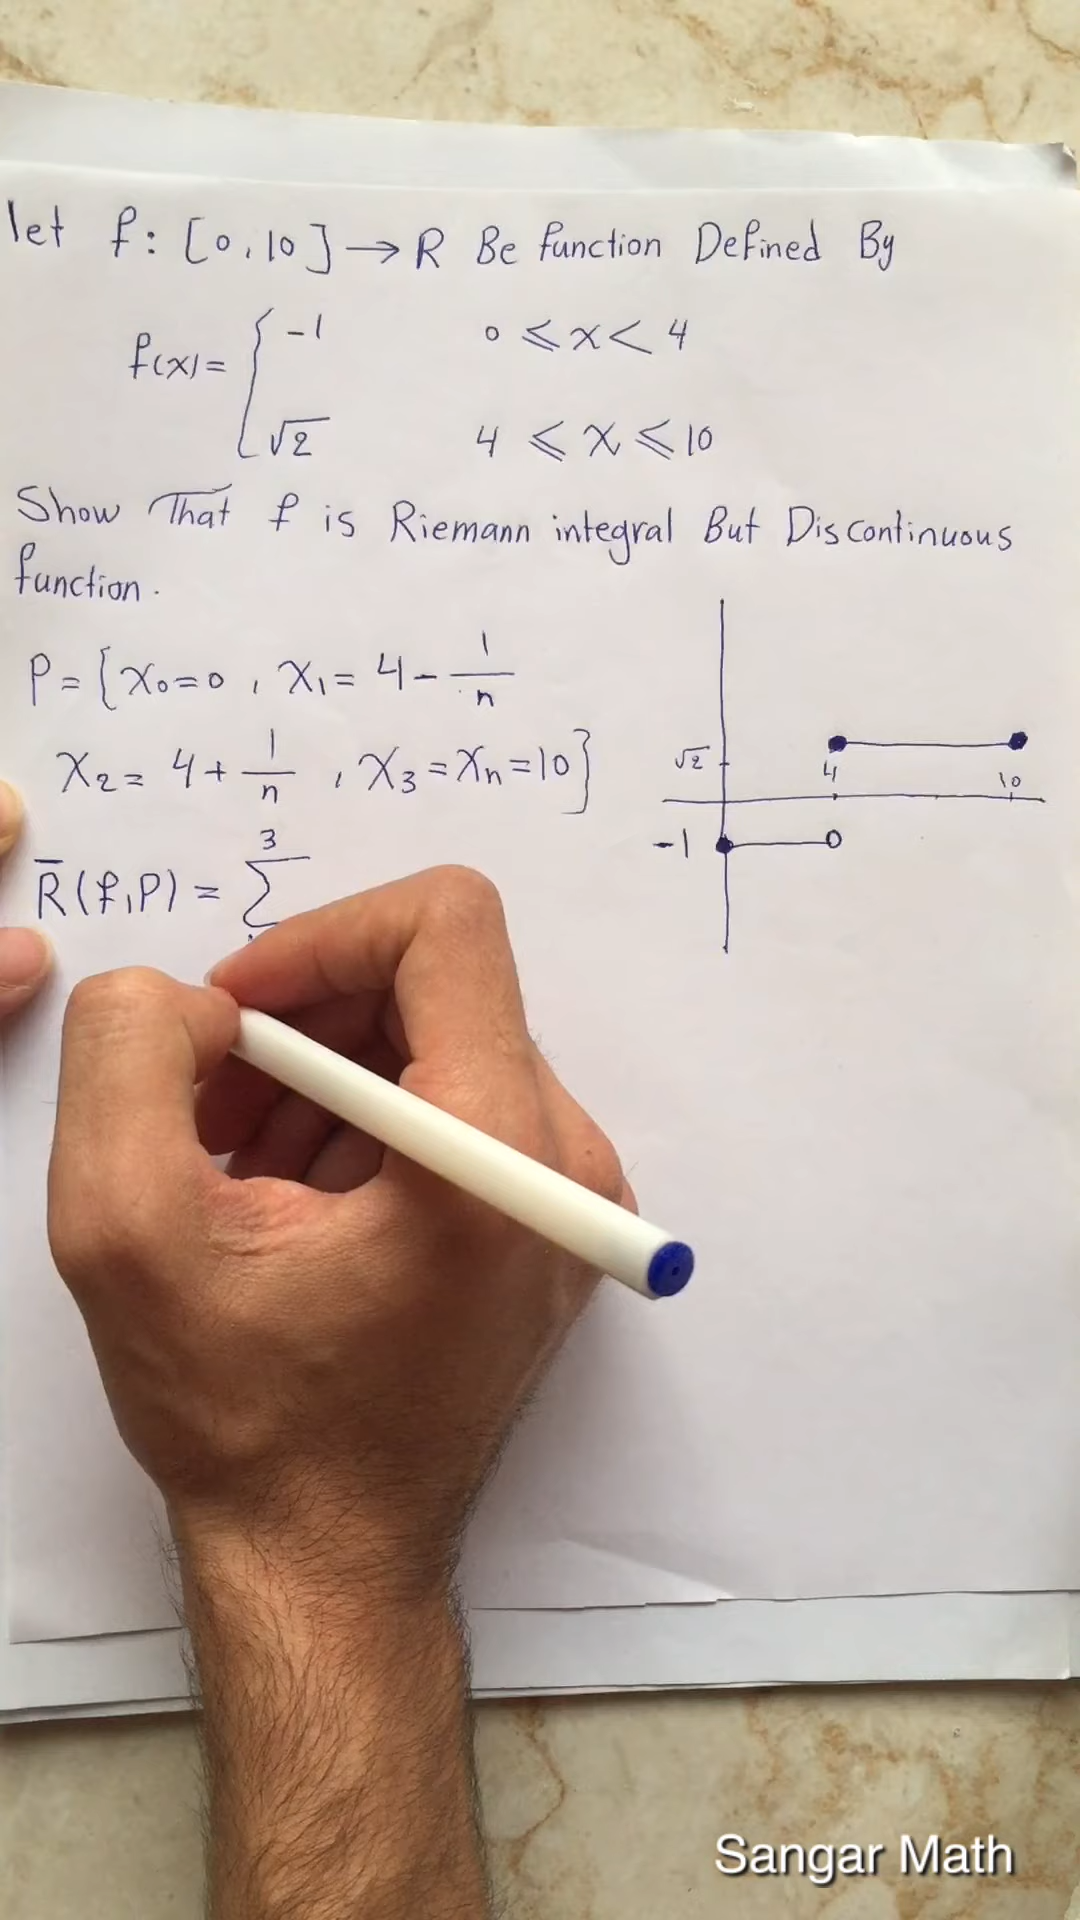 let f: [0,10] → R Be function Defined By
f(x)= { -1 0 ⩽ x < 4
√2 4 ⩽ x ⩽ 10
Show That f is Riemann integral But Discontinuous
function.
P = { x₀=0 , x₁= 4 - 1/n
x₂= 4 + 1/n , x₃ = xₙ = 10 }
R̅(f,P) = 3 ∑
√2 4 10
-1
Sangar Math